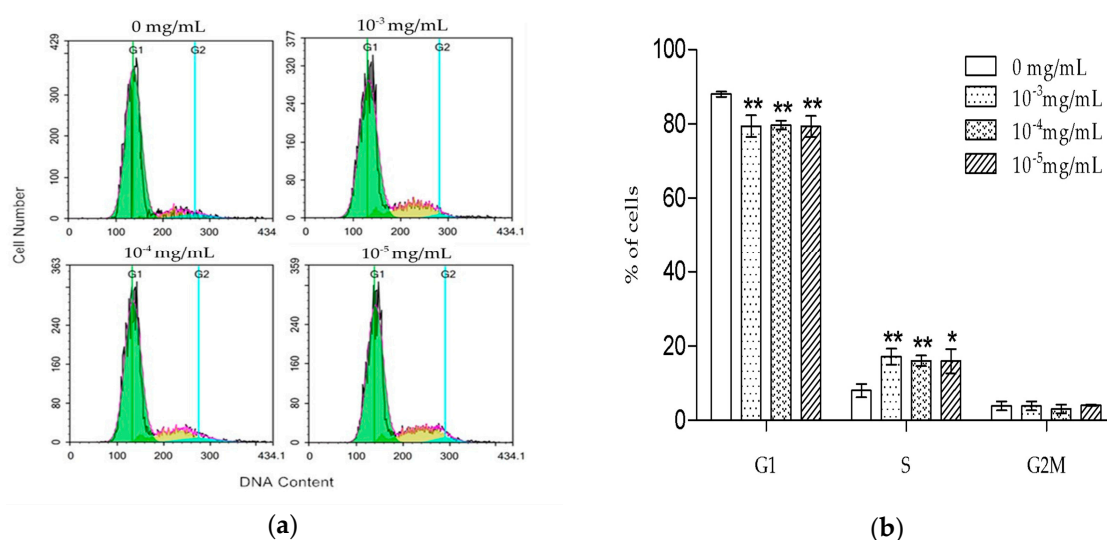 0 mg/mL
429
400
300
200
100
0
G1
G2
0 100 200 300 434.1
10⁻³ mg/mL
377
320
240
160
80
0
G1
G2
0 100 200 300 434.1
10⁻⁴ mg/mL
363
320
240
160
80
0
G1
G2
0 100 200 300 434.1
10⁻⁵ mg/mL
359
320
240
160
80
0
G1
G2
0 100 200 300 434.1
Cell Number
DNA Content
(a)
100
80
60
40
20
0
% of cells
0 mg/mL
10⁻³mg/mL
10⁻⁴mg/mL
10⁻⁵mg/mL
** ** **
** ** *
G1 S G2M
(b)